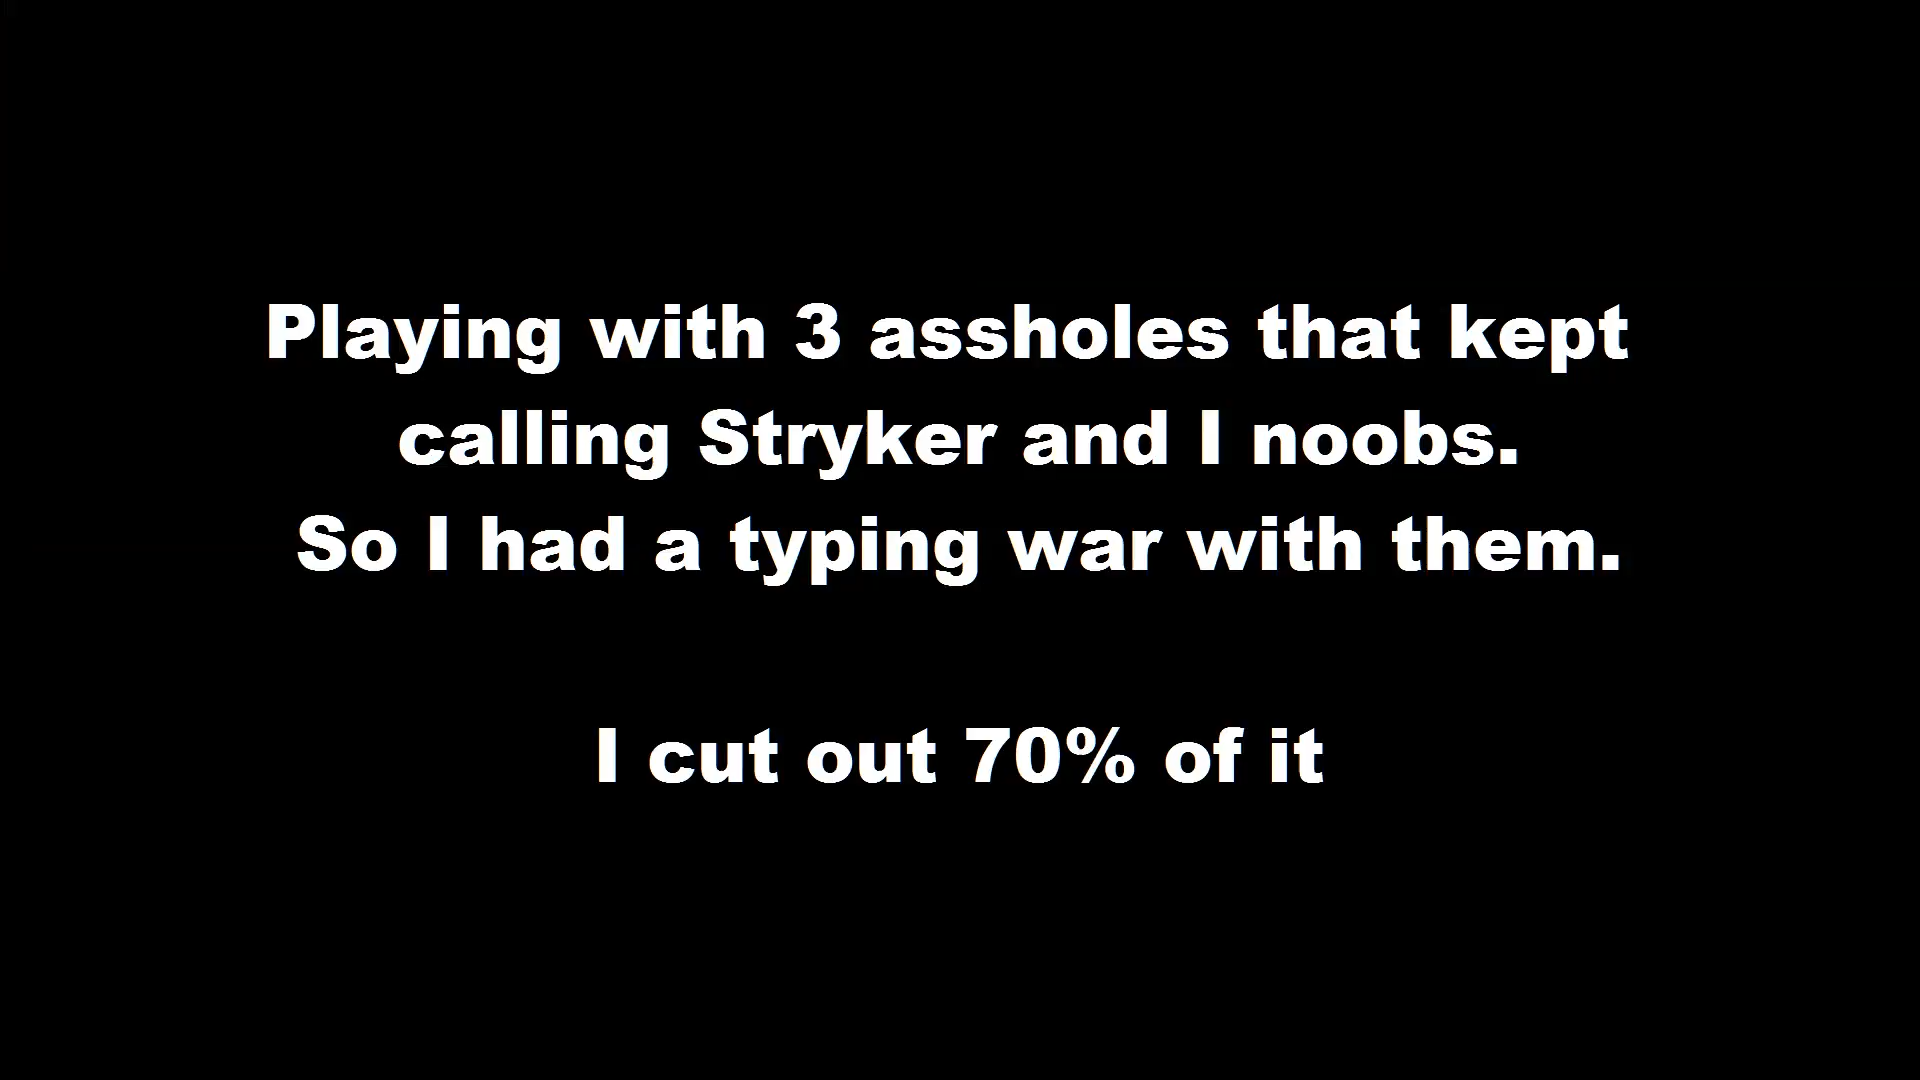 Playing with 3 assholes that kept
calling Stryker and I noobs.
So I had a typing war with them.
I cut out 70% of it